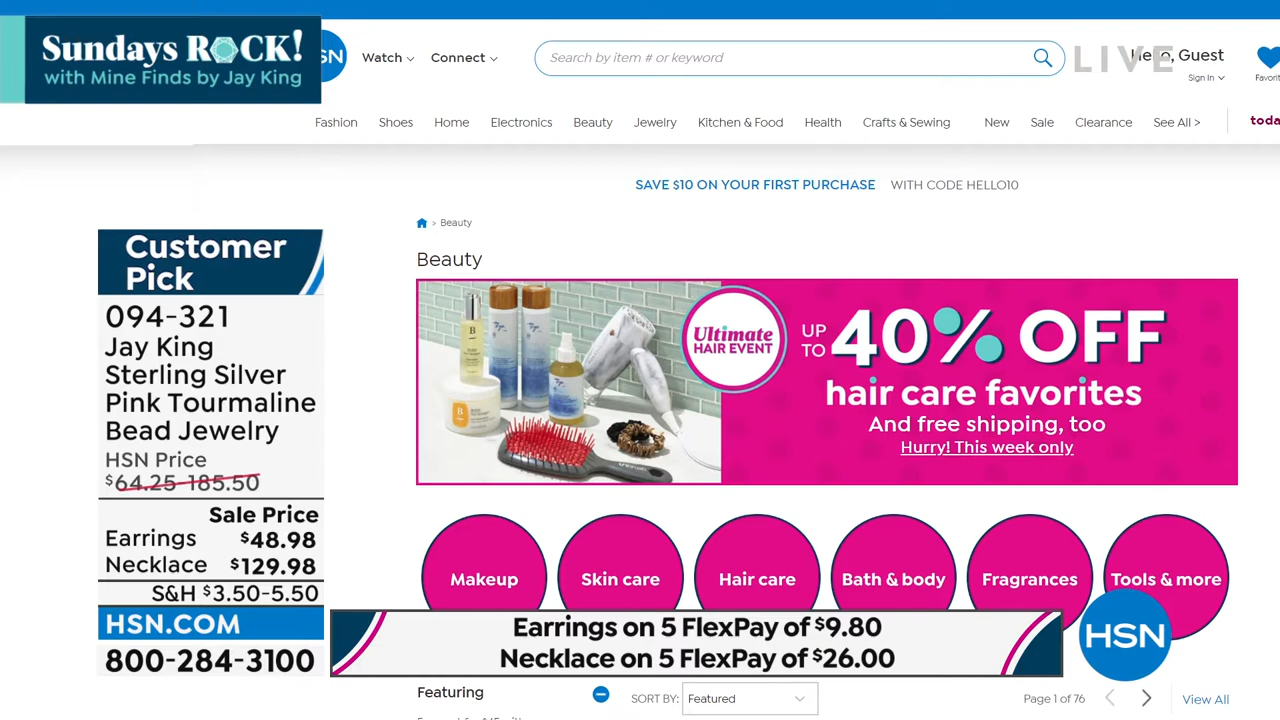 Sundays ROCK!
with Mine Finds by Jay King
SN
Watch
Connect
Search by item # or keyword
LIVE
Hello, Guest
Sign In
Favorit
Fashion
Shoes
Home
Electronics
Beauty
Jewelry
Kitchen & Food
Health
Crafts & Sewing
New
Sale
Clearance
See All >
toda
SAVE $10 ON YOUR FIRST PURCHASE WITH CODE HELLO10
> Beauty
Beauty
Customer
Pick
094-321
Jay King
Sterling Silver
Pink Tourmaline
Bead Jewelry
HSN Price
$64.25-185.50
Sale Price
Earrings $48.98
Necklace $129.98
S&H $3.50-5.50
HSN.COM
800-284-3100
Ultimate
HAIR EVENT
UP TO 40% OFF
hair care favorites
And free shipping, too
Hurry! This week only
Makeup
Skin care
Hair care
Bath & body
Fragrances
Tools & more
Earrings on 5 FlexPay of $9.80
Necklace on 5 FlexPay of $26.00
HSN
Featuring
SORT BY: Featured
Page 1 of 76
View All